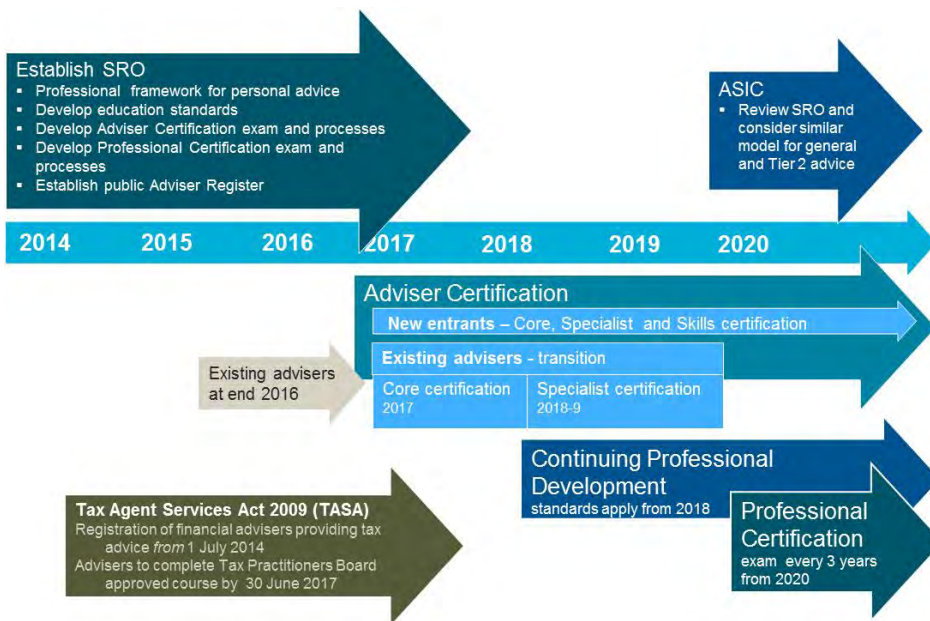 Establish SRO
▪ Professional framework for personal advice
▪ Develop education standards
▪ Develop Adviser Certification exam and processes
▪ Develop Professional Certification exam and
processes
▪ Establish public Adviser Register
ASIC
▪ Review SRO and
consider similar
model for general
and Tier 2 advice
2014 2015 2016 2017 2018 2019 2020
Adviser Certification
New entrants – Core, Specialist and Skills certification
Existing advisers - transition
Existing advisers
at end 2016
Core certification
2017
Specialist certification
2018-9
Continuing Professional
Development
standards apply from 2018
Tax Agent Services Act 2009 (TASA)
Registration of financial advisers providing tax
advice from 1 July 2014
Advisers to complete Tax Practitioners Board
approved course by 30 June 2017
Professional
Certification
exam every 3 years
from 2020